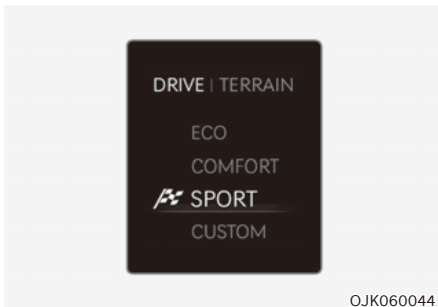 DRIVE | TERRAIN
ECO
COMFORT
SPORT
CUSTOM
OJK060044